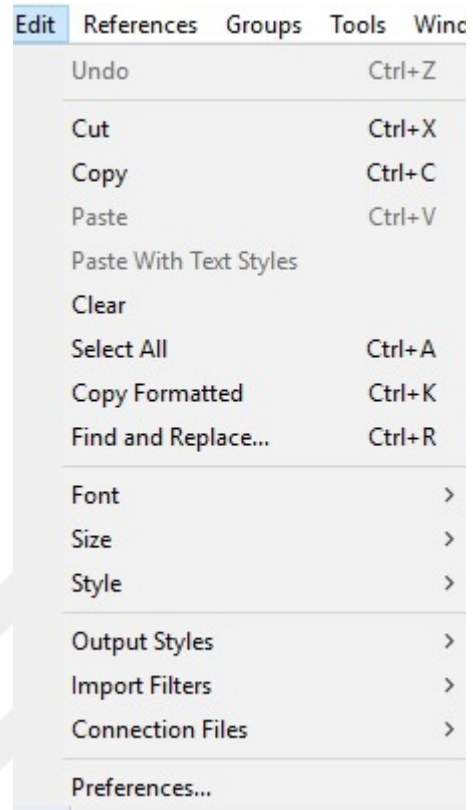 Edit References Groups Tools Wind
Undo Ctrl+Z
Cut Ctrl+X
Copy Ctrl+C
Paste Ctrl+V
Paste With Text Styles
Clear
Select All Ctrl+A
Copy Formatted Ctrl+K
Find and Replace... Ctrl+R
Font >
Size >
Style >
Output Styles >
Import Filters >
Connection Files >
Preferences...